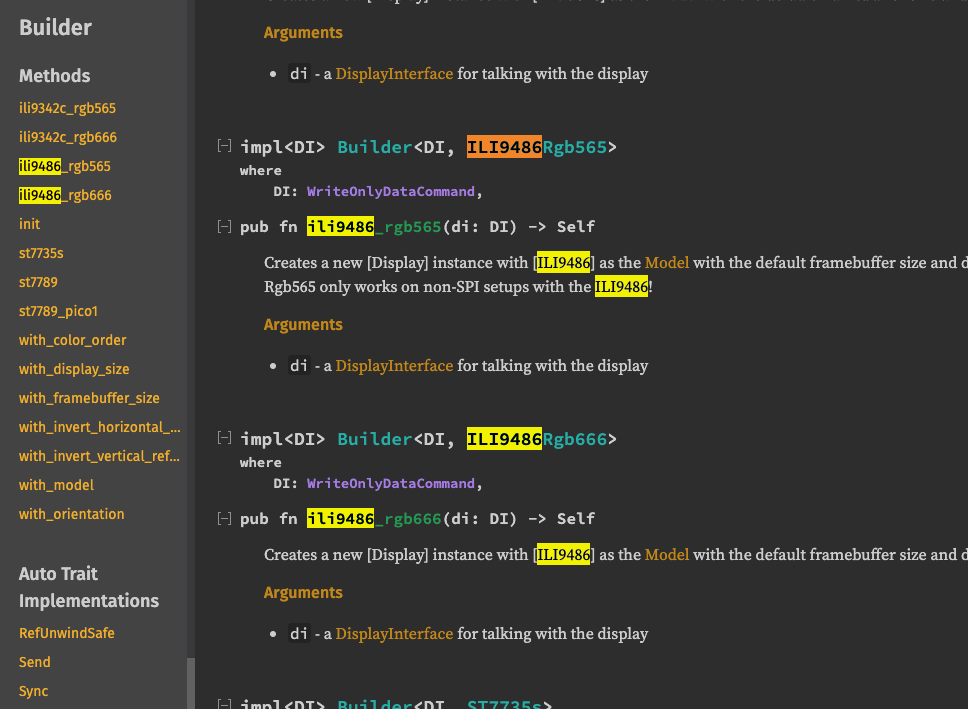 Builder
Methods
ili9342c_rgb565
ili9342c_rgb666
ili9486_rgb565
ili9486_rgb666
init
st7735s
st7789
st7789_pico1
with_color_order
with_display_size
with_framebuffer_size
with_invert_horizontal_...
with_invert_vertical_ref...
with_model
with_orientation
Auto Trait
Implementations
RefUnwindSafe
Send
Sync
Arguments
• di - a DisplayInterface for talking with the display
[-] impl<DI> Builder<DI, ILI9486Rgb565>
where
DI: WriteOnlyDataCommand,
[-] pub fn ili9486_rgb565(di: DI) -> Self
Creates a new [Display] instance with [ILI9486] as the Model with the default framebuffer size and d
Rgb565 only works on non-SPI setups with the ILI9486!
Arguments
• di - a DisplayInterface for talking with the display
[-] impl<DI> Builder<DI, ILI9486Rgb666>
where
DI: WriteOnlyDataCommand,
[-] pub fn ili9486_rgb666(di: DI) -> Self
Creates a new [Display] instance with [ILI9486] as the Model with the default framebuffer size and d
Arguments
• di - a DisplayInterface for talking with the display
[-] impl<DI> Builder<DI, ST7735s>